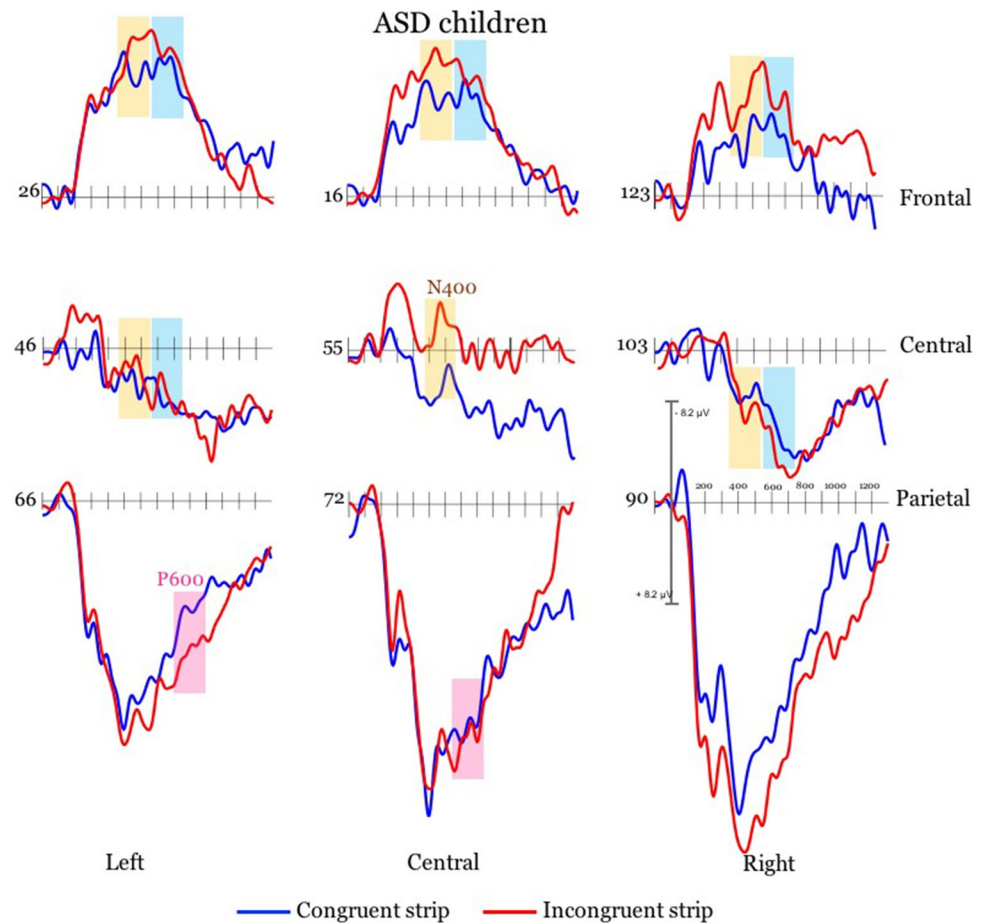 ASD children
26
16
123
Frontal
N400
46
55
103
Central
- 8.2 µV
66
72
90
200 400 600 800 1000 1200
Parietal
P600
+ 8.2 µV
Left
Central
Right
Congruent strip
Incongruent strip